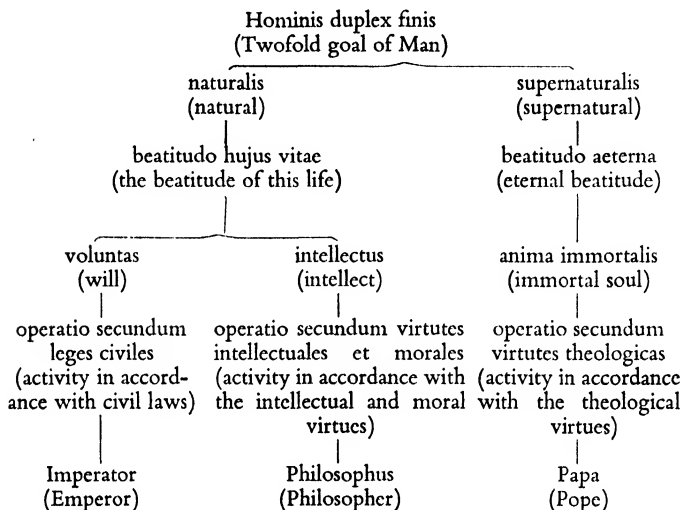 Hominis duplex finis
(Twofold goal of Man)
naturalis
(natural)
supernaturalis
(supernatural)
beatitudo hujus vitae
(the beatitude of this life)
beatitudo aeterna
(eternal beatitude)
voluntas
(will)
intellectus
(intellect)
anima immortalis
(immortal soul)
operatio secundum
leges civiles
(activity in accord-
ance with civil laws)
operatio secundum virtutes
intellectuales et morales
(activity in accordance with
the intellectual and moral
virtues)
operatio secundum
virtutes theologicas
(activity in accordance
with the theological
virtues)
Imperator
(Emperor)
Philosophus
(Philosopher)
Papa
(Pope)